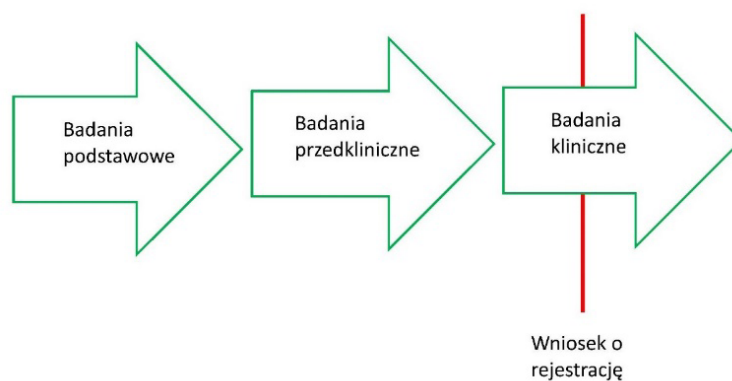 Badania
podstawowe
Badania
przedkliniczne
Badania
kliniczne
Wniosek o
rejestrację